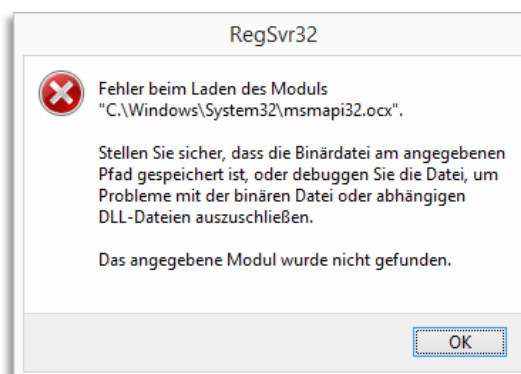 RegSvr32
Fehler beim Laden des Moduls
"C:\Windows\System32\msmapi32.ocx".
Stellen Sie sicher, dass die Binärdatei am angegebenen
Pfad gespeichert ist, oder debuggen Sie die Datei, um
Probleme mit der binären Datei oder abhängigen
DLL-Dateien auszuschließen.
Das angegebene Modul wurde nicht gefunden.
OK